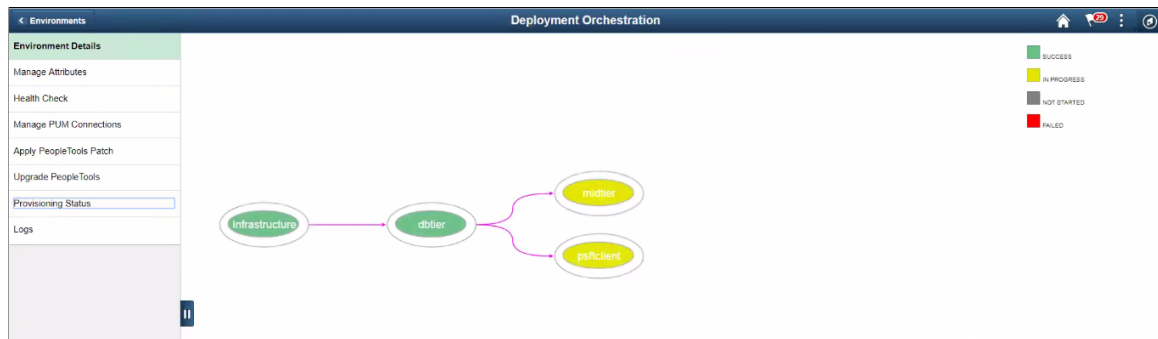 Environments
Deployment Orchestration
29
Environment Details
Manage Attributes
Health Check
Manage PUM Connections
Apply PeopleTools Patch
Upgrade PeopleTools
Provisioning Status
Logs
SUCCESS
IN PROGRESS
NOT STARTED
FAILED
Infrastructure
dbtier
midtier
psftclient